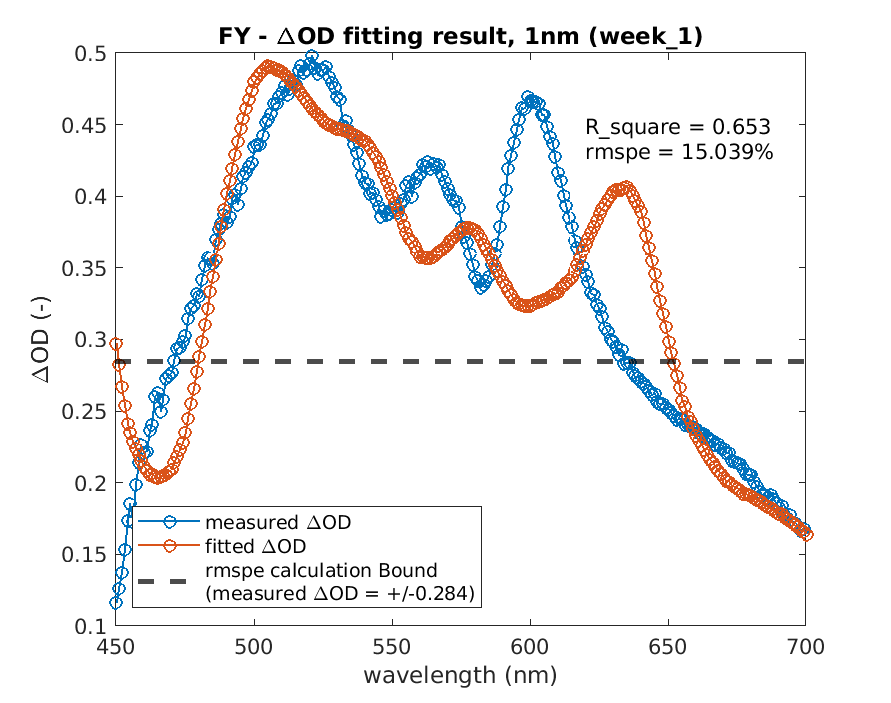 FY - ΔOD fitting result, 1nm (week_1)
0.5
0.45
0.4
0.35
0.3
0.25
0.2
0.15
0.1
ΔOD (-)
R_square = 0.653
rmspe = 15.039%
measured ΔOD
fitted ΔOD
rmspe calculation Bound
(measured ΔOD = +/-0.284)
450 500 550 600 650 700
wavelength (nm)